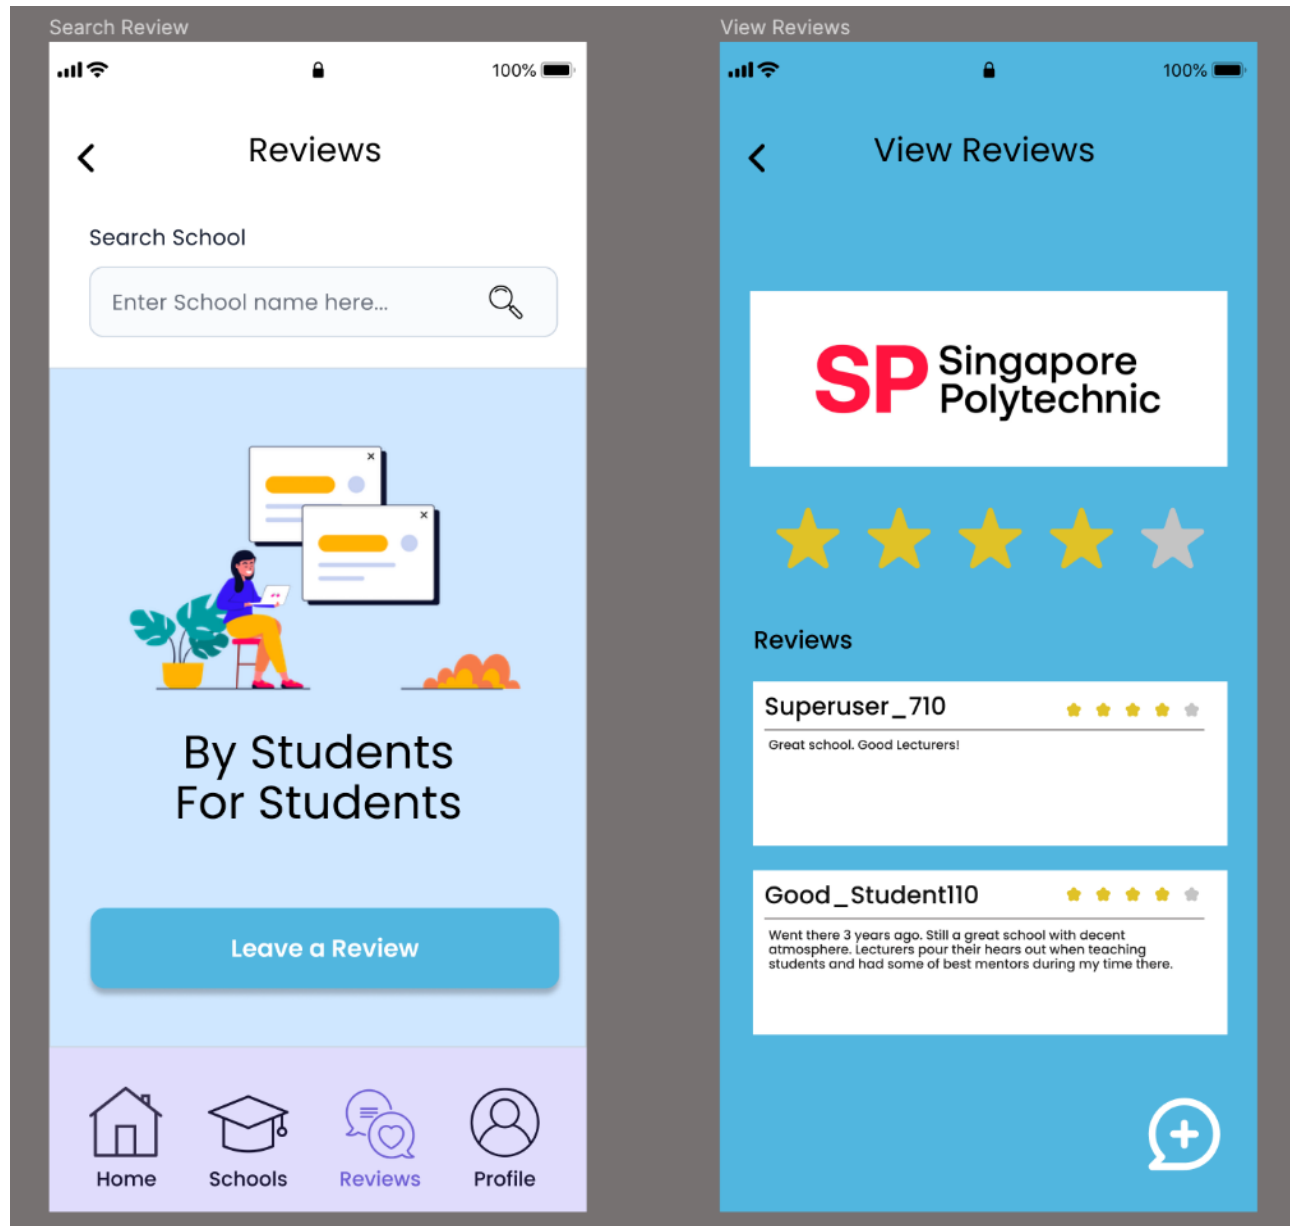 Search Review
100%
Reviews
Search School
Enter School name here...
By Students
For Students
Leave a Review
Home
Schools
Reviews
Profile
View Reviews
100%
View Reviews
SP Singapore
Polytechnic
Reviews
Superuser_710
Great school. Good Lecturers!
Good_Student110
Went there 3 years ago. Still a great school with decent
atmosphere. Lecturers pour their hears out when teaching
students and had some of best mentors during my time there.